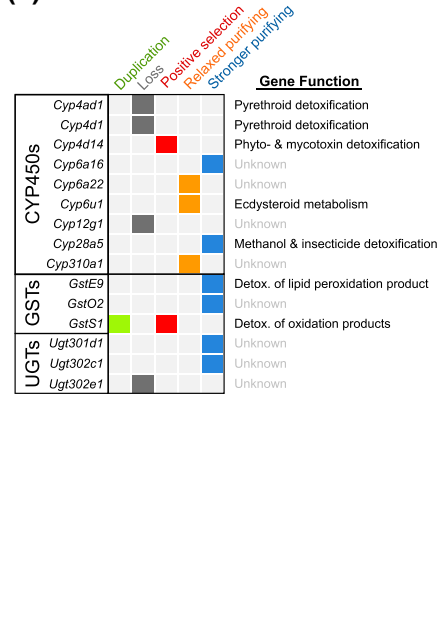 Duplication
Loss
Positive selection
Relaxed purifying
Stronger purifying
Gene Function
CYP450s
Cyp4ad1 Pyrethroid detoxification
Cyp4d1 Pyrethroid detoxification
Cyp4d14 Phyto- & mycotoxin detoxification
Cyp6a16 Unknown
Cyp6a22 Unknown
Cyp6u1 Ecdysteroid metabolism
Cyp12g1 Unknown
Cyp28a5 Methanol & insecticide detoxification
Cyp310a1 Unknown
GSTs
GstE9 Detox. of lipid peroxidation product
GstO2 Unknown
GstS1 Detox. of oxidation products
UGTs
Ugt301d1 Unknown
Ugt302c1 Unknown
Ugt302e1 Unknown